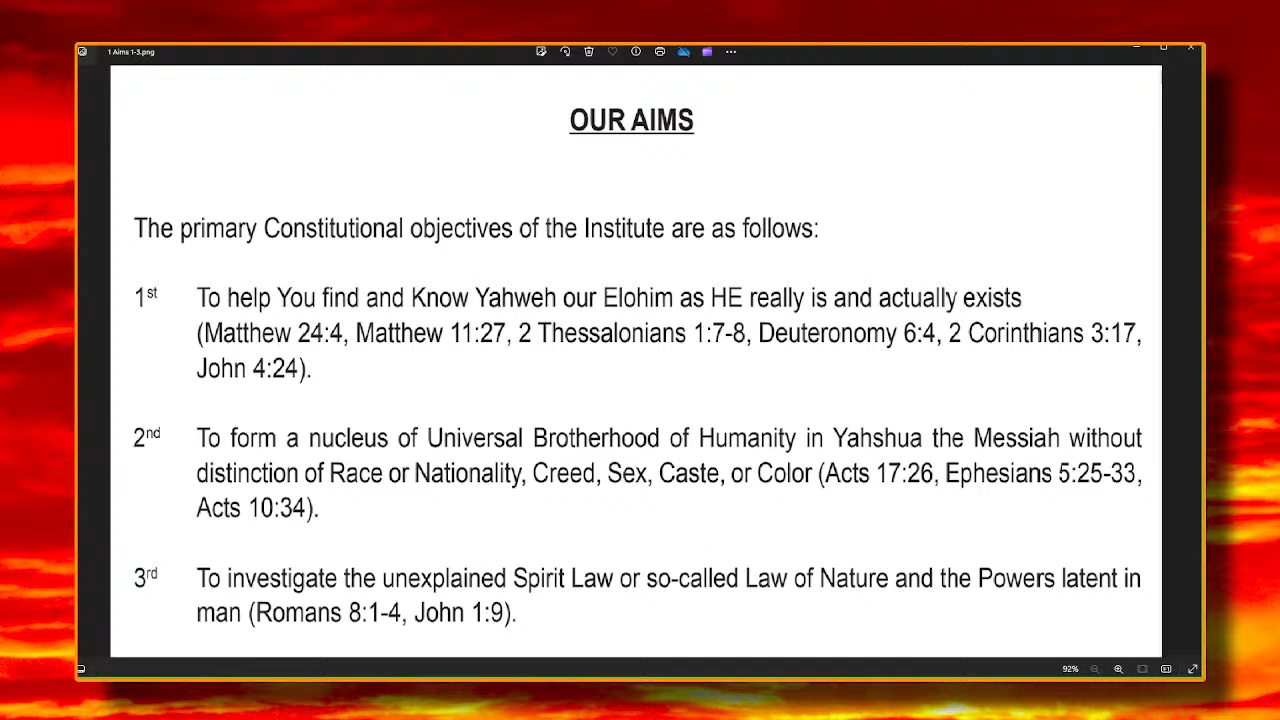 1 Aims 1-3.png
OUR AIMS
The primary Constitutional objectives of the Institute are as follows:
1st To help You find and Know Yahweh our Elohim as HE really is and actually exists
(Matthew 24:4, Matthew 11:27, 2 Thessalonians 1:7-8, Deuteronomy 6:4, 2 Corinthians 3:17,
John 4:24).
2nd To form a nucleus of Universal Brotherhood of Humanity in Yahshua the Messiah without
distinction of Race or Nationality, Creed, Sex, Caste, or Color (Acts 17:26, Ephesians 5:25-33,
Acts 10:34).
3rd To investigate the unexplained Spirit Law or so-called Law of Nature and the Powers latent in
man (Romans 8:1-4, John 1:9).
92%